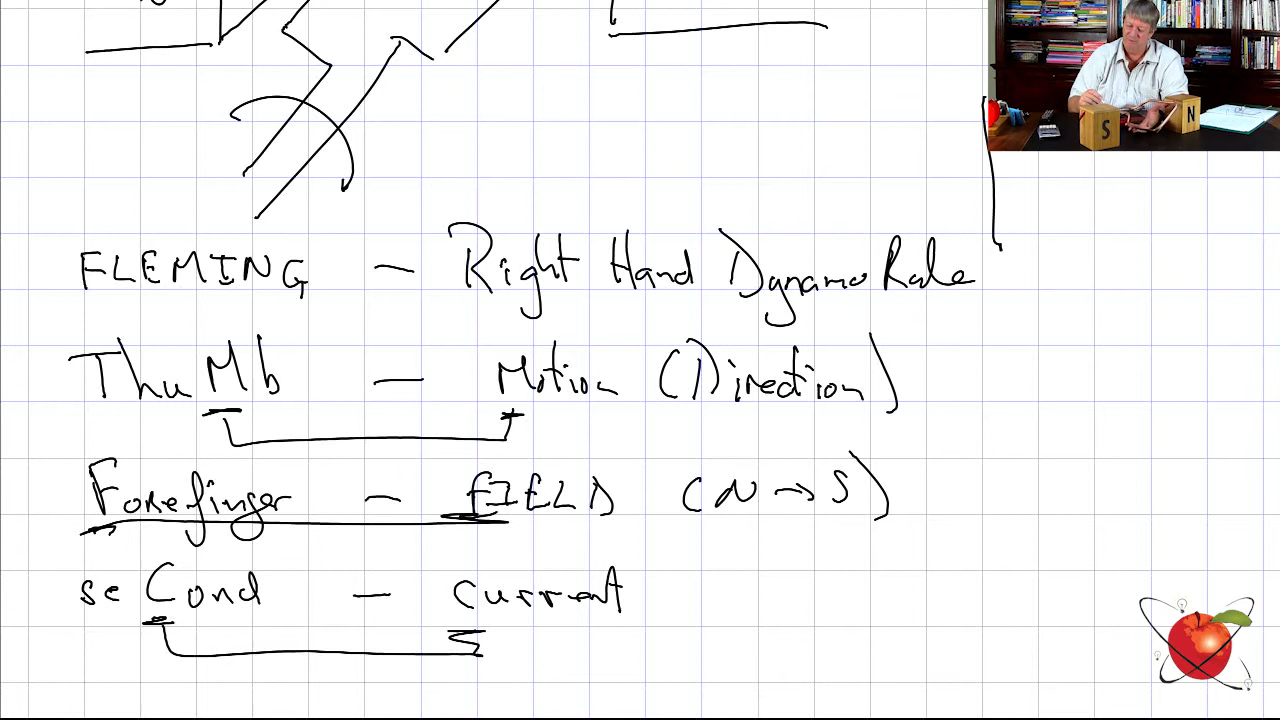 S N
FLEMING - Right Hand Dynamo Rule
ThuMb - Motion (Direction)
Forefinger - FIELD (N → S)
seCond - current